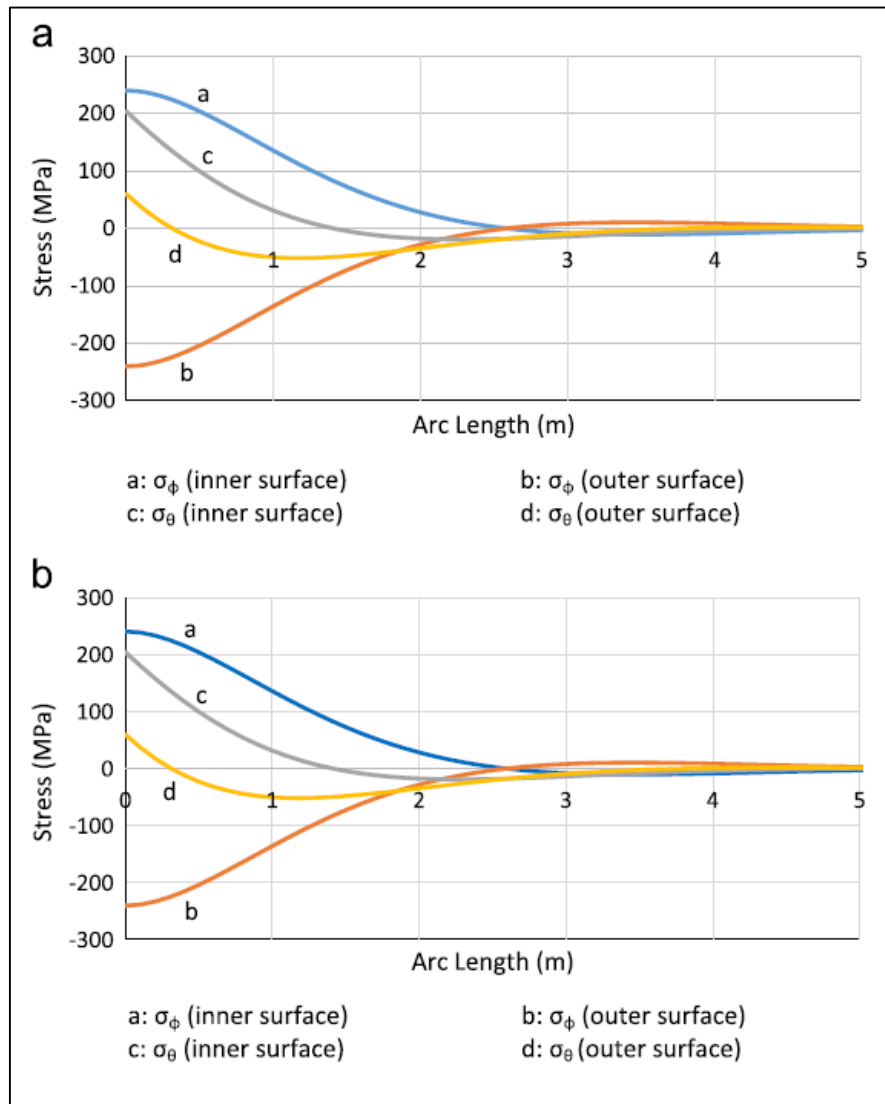 a
300
200
100
0
-100
-200
-300
Stress (MPa)
a
c
d
b
1 2 3 4 5
Arc Length (m)
a: σϕ (inner surface) b: σϕ (outer surface)
c: σθ (inner surface) d: σθ (outer surface)
b
300
200
100
0
-100
-200
-300
Stress (MPa)
a
c
d
b
0 1 2 3 4 5
Arc Length (m)
a: σϕ (inner surface) b: σϕ (outer surface)
c: σθ (inner surface) d: σθ (outer surface)